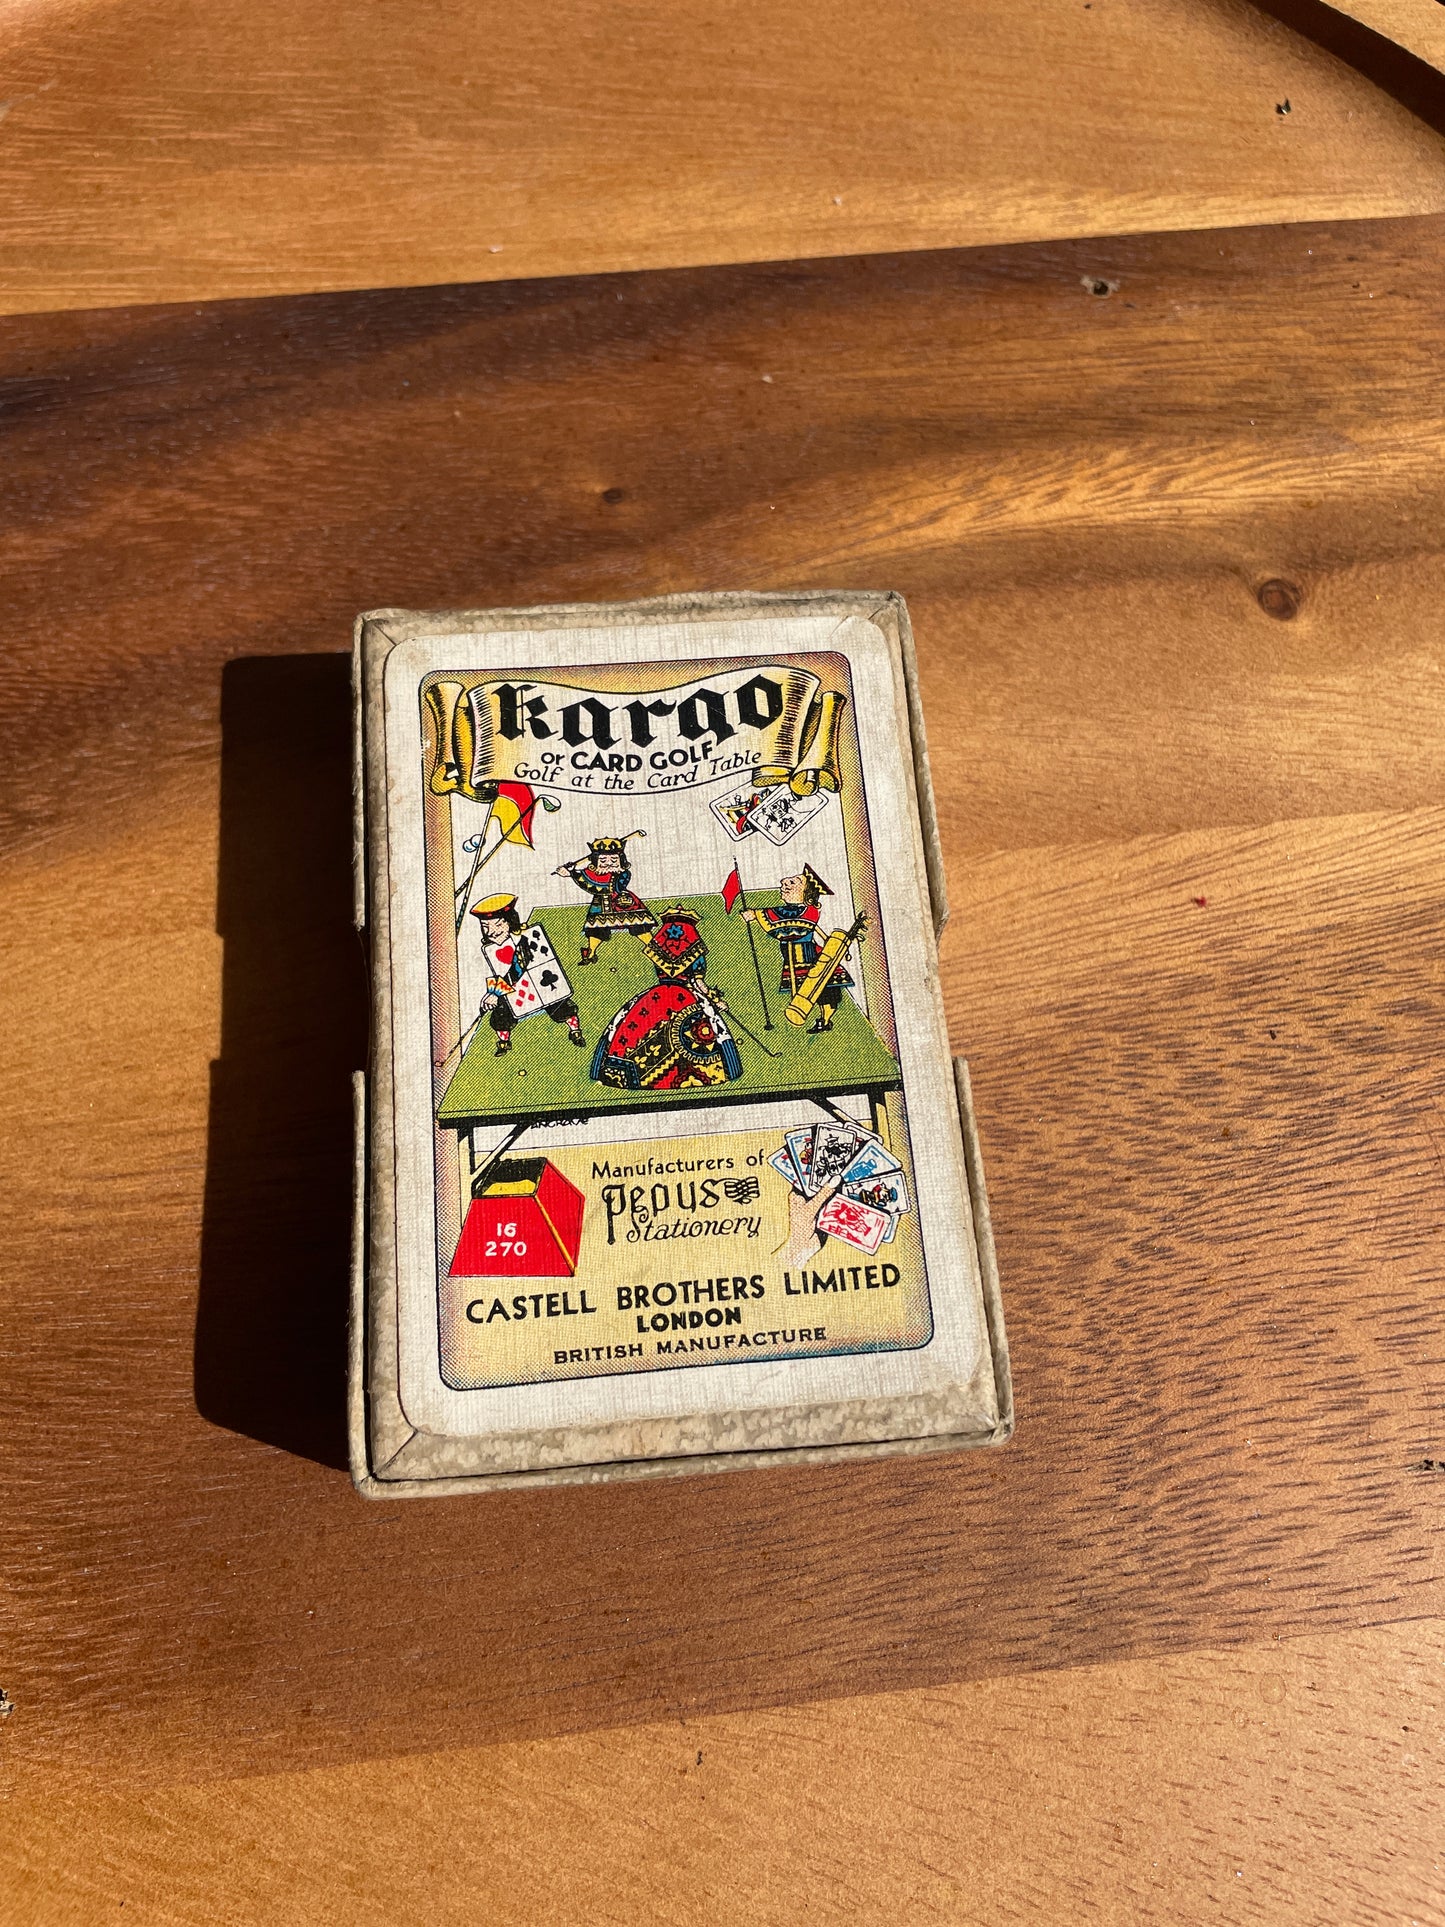 Kargo
or CARD GOLF
Golf at the Card Table
16
270
Manufacturers of
Pepys
Stationery
CASTELL BROTHERS LIMITED
LONDON
BRITISH MANUFACTURE